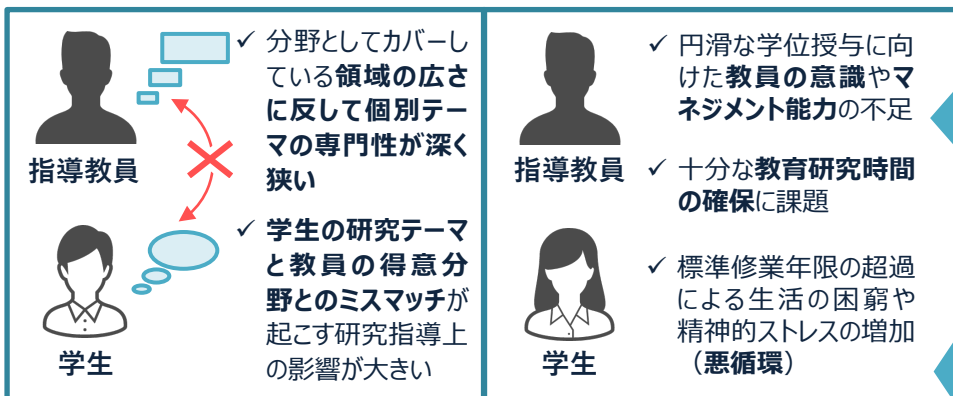 指導教員
✓ 分野としてカバーし
ている領域の広さ
に反して個別テー
マの専門性が深く
狭い
学生
✓ 学生の研究テーマ
と教員の得意分
野とのミスマッチが
起こす研究指導上
の影響が大きい
指導教員
✓ 円滑な学位授与に向
けた教員の意識やマ
ネジメント能力の不足
✓ 十分な教育研究時間
の確保に課題
学生
✓ 標準修業年限の超過
による生活の困窮や
精神的ストレスの増加
（悪循環）